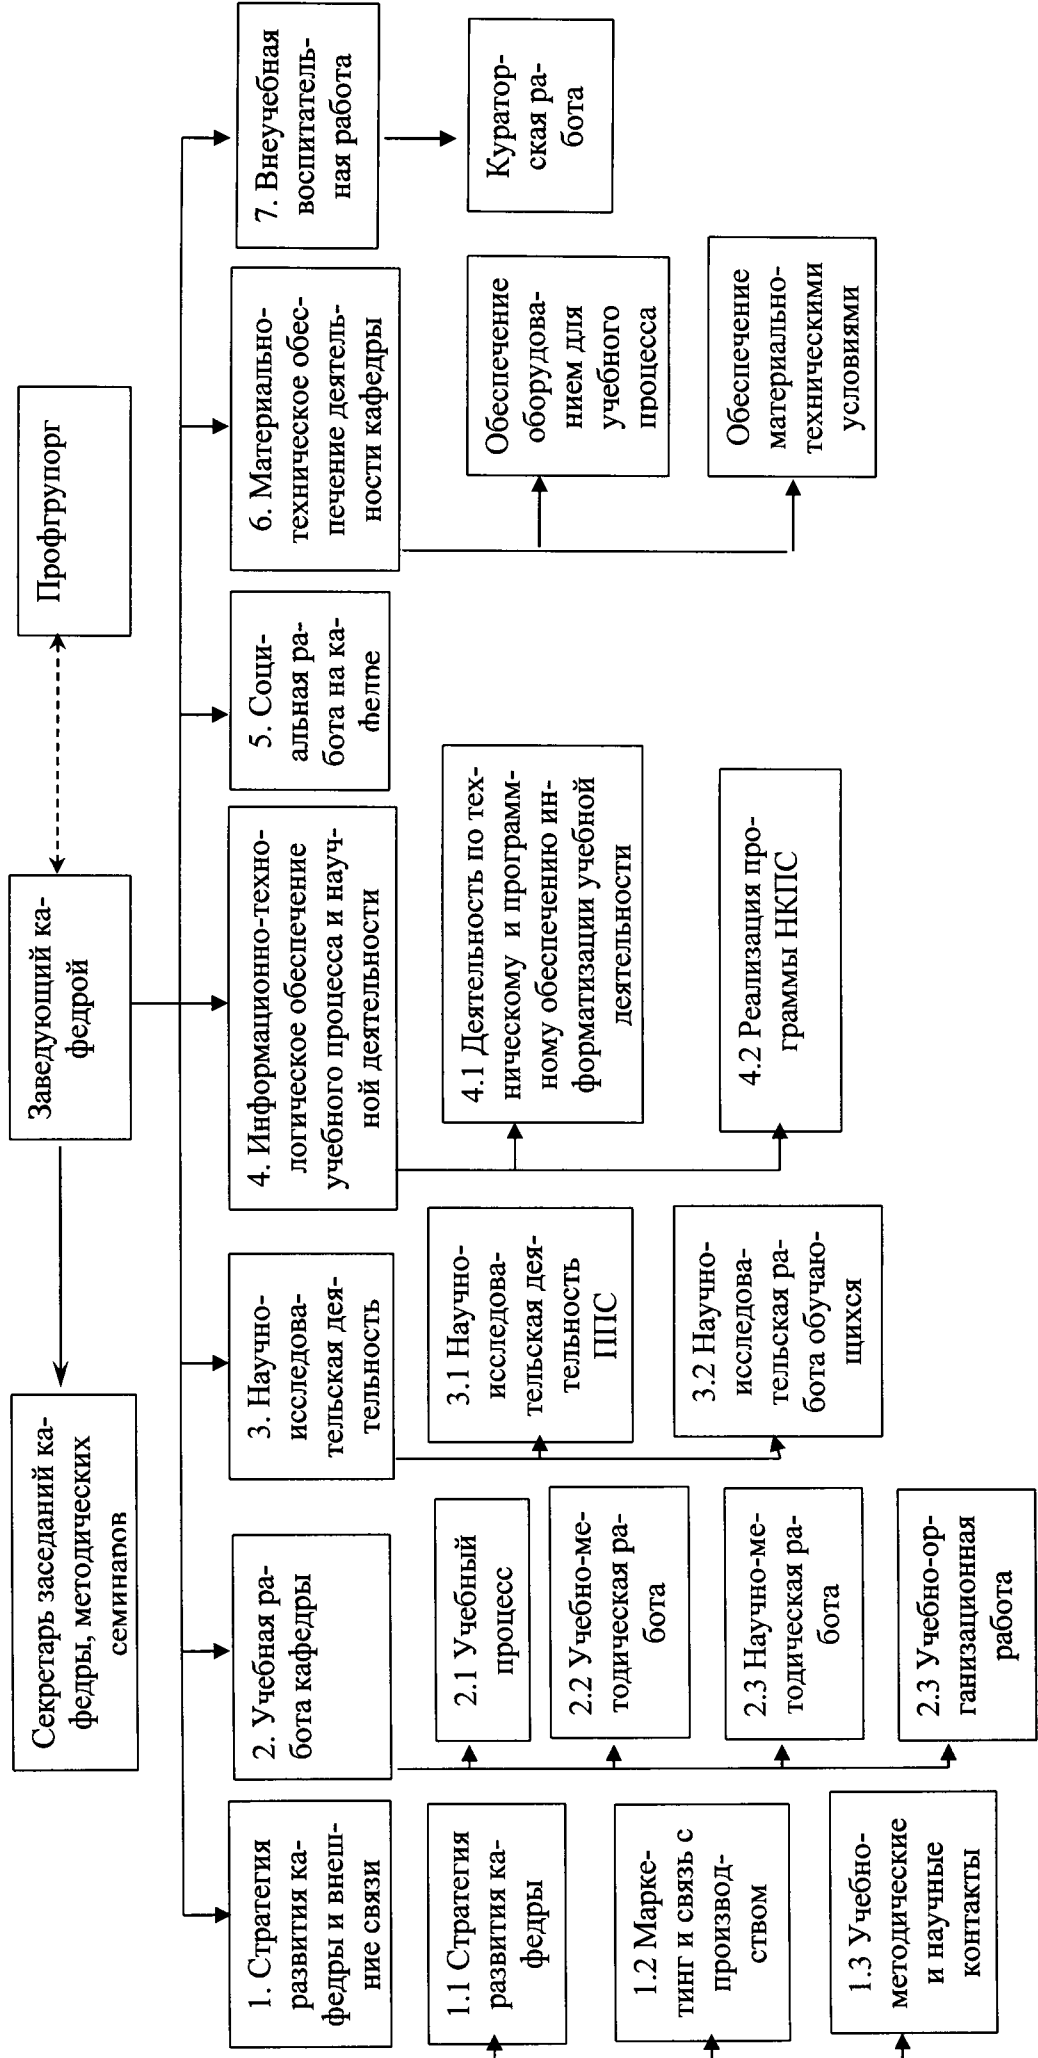 Секретарь заседаний ка-
федры, методических
семинаров
Заведующий ка-
федрой
Профгрупорг
1. Стратегия
развития ка-
федры и внеш-
ние связи
2. Учебная ра-
бота кафедры
3. Научно-
исследова-
тельская дея-
тельность
4. Информационно-техно-
логическое обеспечение
учебного процесса и науч-
ной деятельности
5. Соци-
альная ра-
бота на ка-
федре
6. Материально-
техническое обес-
печение деятель-
ности кафедры
7. Внеучебная
воспитатель-
ная работа
1.1 Стратегия
развития ка-
федры
1.2 Марке-
тинг и связь с
производ-
ством
1.3 Учебно-
методические
и научные
контакты
2.1 Учебный
процесс
2.2 Учебно-ме-
тодическая ра-
бота
2.3 Научно-ме-
тодическая ра-
бота
2.3 Учебно-ор-
ганизационная
работа
3.1 Научно-
исследова-
тельская дея-
тельность
ППС
3.2 Научно-
исследова-
тельская ра-
бота обучаю-
щихся
4.1 Деятельность по тех-
ническому и программ-
ному обеспечению ин-
форматизации учебной
деятельности
4.2 Реализация про-
граммы НКПС
Обеспечение
оборудова-
нием для
учебного
процесса
Обеспечение
материально-
техническими
условиями
Куратор-
ская ра-
бота